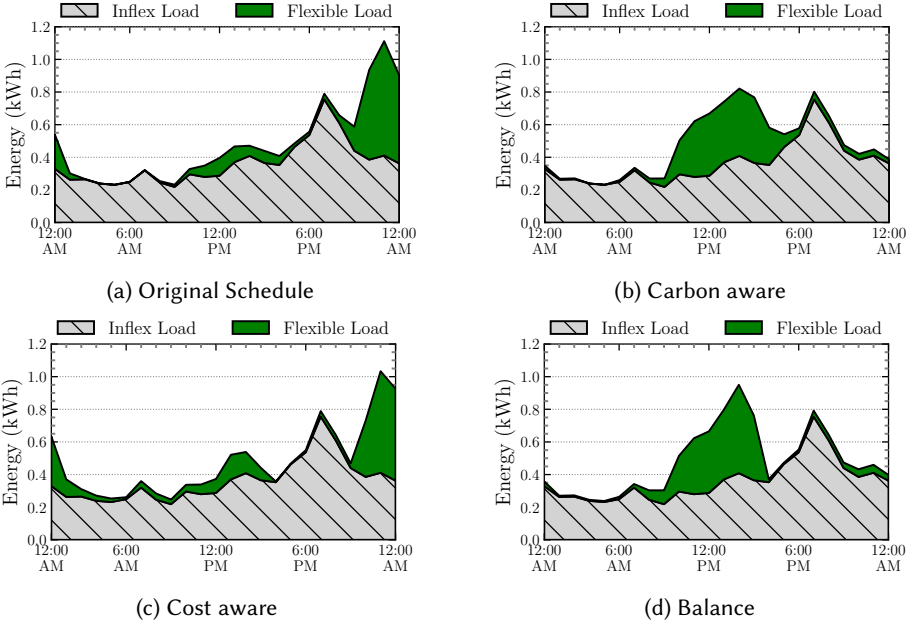 Inflex Load Flexible Load
Energy (kWh)
1.2
1.0
0.8
0.6
0.4
0.2
0.0
12:00 AM
6:00 AM
12:00 PM
6:00 PM
12:00 AM
(a) Original Schedule
Inflex Load Flexible Load
Energy (kWh)
1.2
1.0
0.8
0.6
0.4
0.2
0.0
12:00 AM
6:00 AM
12:00 PM
6:00 PM
12:00 AM
(b) Carbon aware
Inflex Load Flexible Load
Energy (kWh)
1.2
1.0
0.8
0.6
0.4
0.2
0.0
12:00 AM
6:00 AM
12:00 PM
6:00 PM
12:00 AM
(c) Cost aware
Inflex Load Flexible Load
Energy (kWh)
1.2
1.0
0.8
0.6
0.4
0.2
0.0
12:00 AM
6:00 AM
12:00 PM
6:00 PM
12:00 AM
(d) Balance